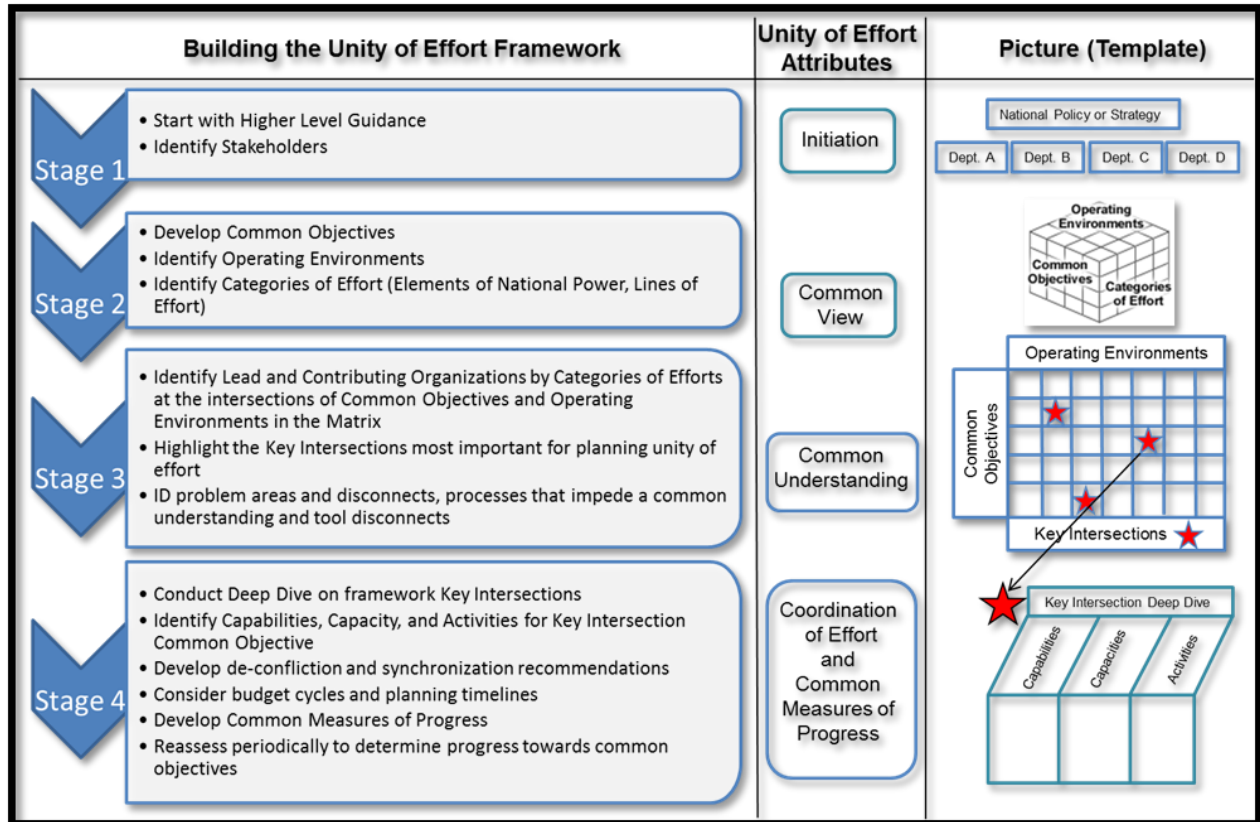 Building the Unity of Effort Framework
Unity of Effort
Attributes
Picture (Template)
Stage 1
• Start with Higher Level Guidance
• Identify Stakeholders
Initiation
National Policy or Strategy
Dept. A
Dept. B
Dept. C
Dept. D
Stage 2
• Develop Common Objectives
• Identify Operating Environments
• Identify Categories of Effort (Elements of National Power, Lines of
Effort)
Common
View
Operating
Environments
Common
Objectives
Categories
of Effort
Stage 3
• Identify Lead and Contributing Organizations by Categories of Efforts
at the intersections of Common Objectives and Operating
Environments in the Matrix
• Highlight the Key Intersections most important for planning unity of
effort
• ID problem areas and disconnects, processes that impede a common
understanding and tool disconnects
Common
Understanding
Operating Environments
Common
Objectives
Key Intersections
Stage 4
• Conduct Deep Dive on framework Key Intersections
• Identify Capabilities, Capacity, and Activities for Key Intersection
Common Objective
• Develop de-confliction and synchronization recommendations
• Consider budget cycles and planning timelines
• Develop Common Measures of Progress
• Reassess periodically to determine progress towards common
objectives
Coordination
of Effort
and
Common
Measures of
Progress
Key Intersection Deep Dive
Capabilities
Capacities
Activities